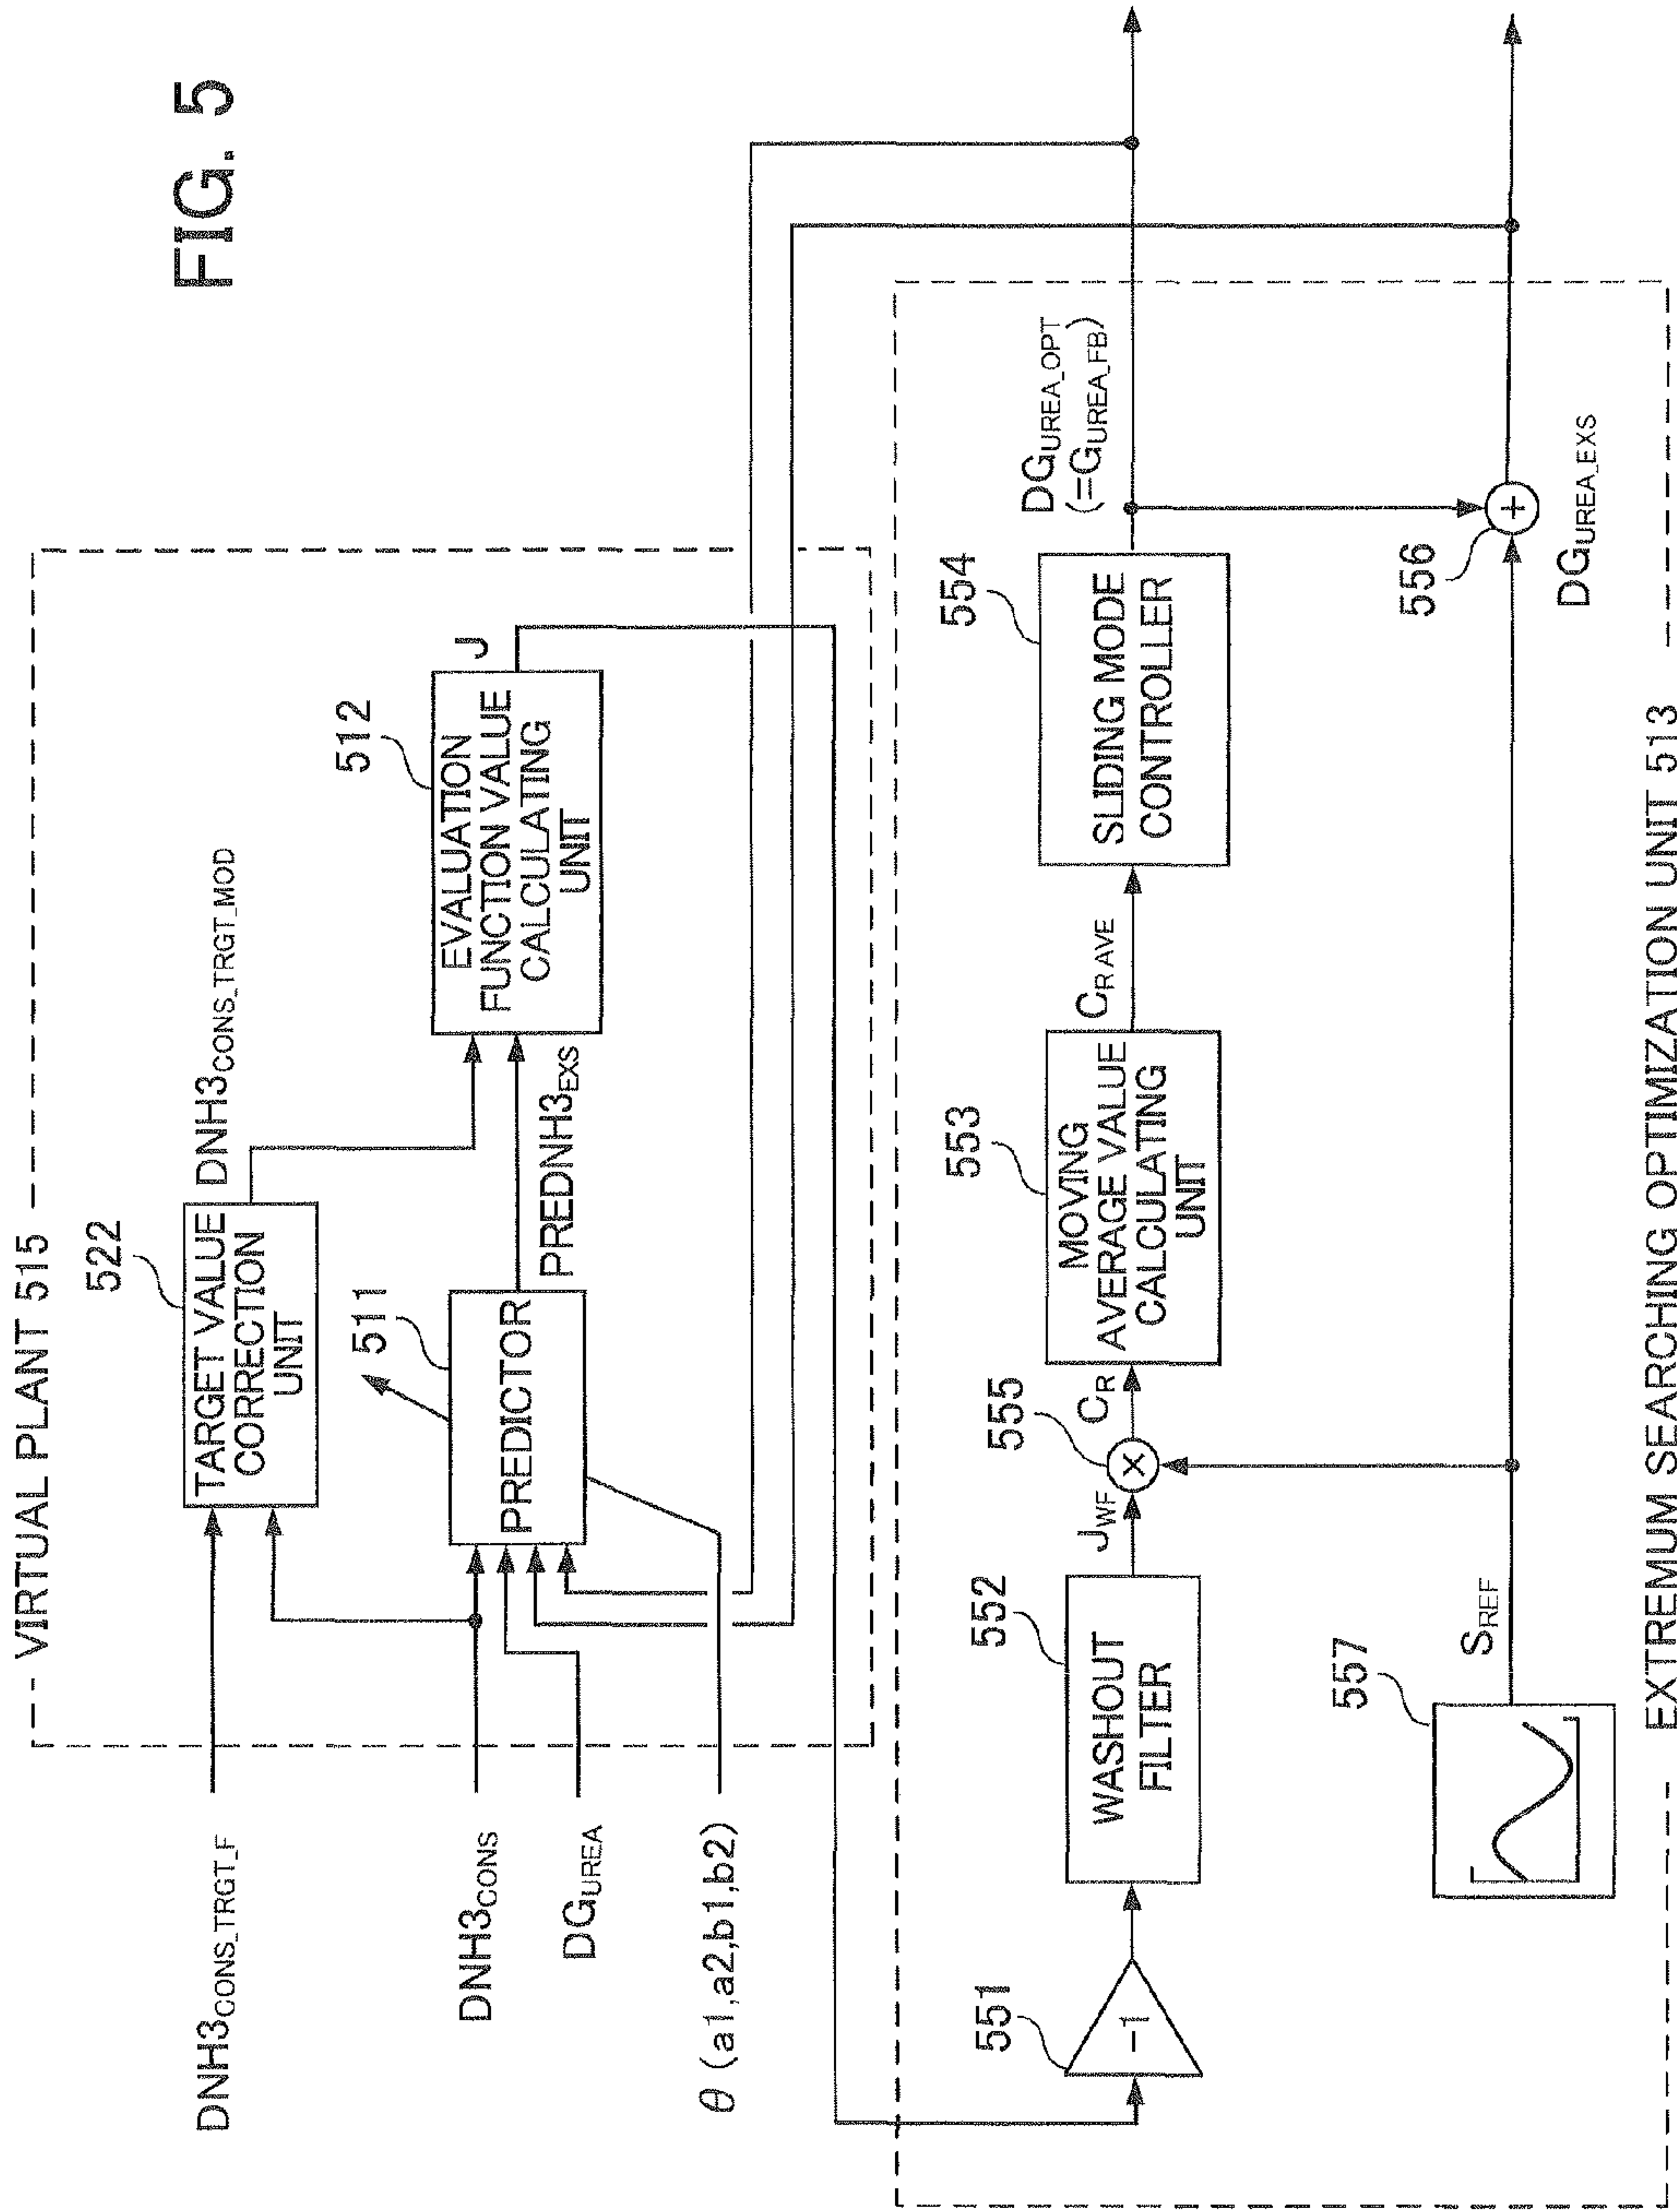 FIG. 5
VIRTUAL PLANT 515
522
TARGET VALUE
CORRECTION
UNIT
DNH3CONS_TRGT_MOD
DNH3CONS_TRGT_F
511
PREDICTOR
PREDNH3EXS
512
EVALUATION
FUNCTION VALUE
CALCULATING
UNIT
J
DNH3CONS
DGUREA
θ (a1,a2,b1,b2)
551
-1
552
WASHOUT
FILTER
JWF
555
×
CR
553
MOVING
AVERAGE VALUE
CALCULATING
UNIT
CRAVE
554
SLIDING MODE
CONTROLLER
DGUREA_OPT
(=GUREA_FB)
557
SREF
556
+
DGUREA_EXS
EXTREMUM SEARCHING OPTIMIZATION UNIT 513